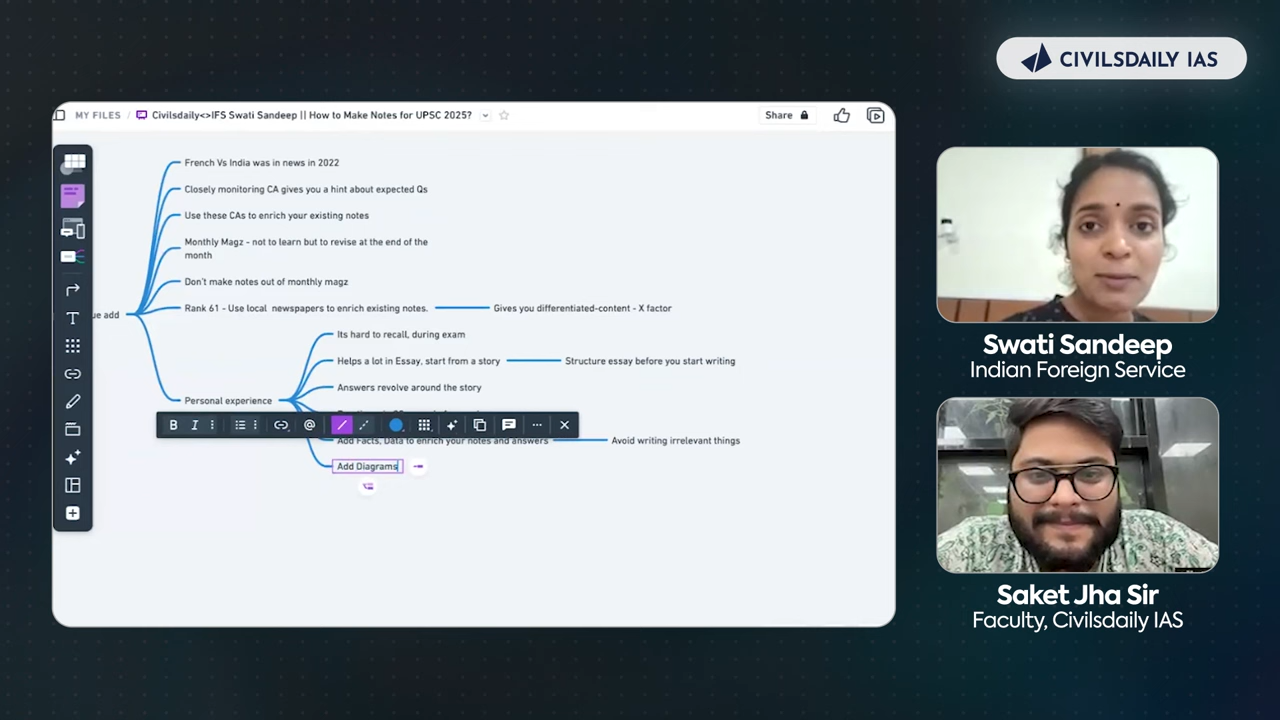 CIVILSDAILY IAS
MY FILES / Civilsdaily<>IFS Swati Sandeep || How to Make Notes for UPSC 2025?
Share
French Vs India was in news in 2022
Closely monitoring CA gives you a hint about expected Qs
Use these CAs to enrich your existing notes
Monthly Magz - not to learn but to revise at the end of the
month
Don't make notes out of monthly magz
ue add
Rank 61 - Use local newspapers to enrich existing notes.
Gives you differentiated-content - X factor
Its hard to recall, during exam
Helps a lot in Essay, start from a story
Structure essay before you start writing
Answers revolve around the story
Personal experience
B I @
Add Facts, Data to enrich your notes and answers
Avoid writing irrelevant things
Add Diagrams
T
Swati Sandeep
Indian Foreign Service
Saket Jha Sir
Faculty, Civilsdaily IAS